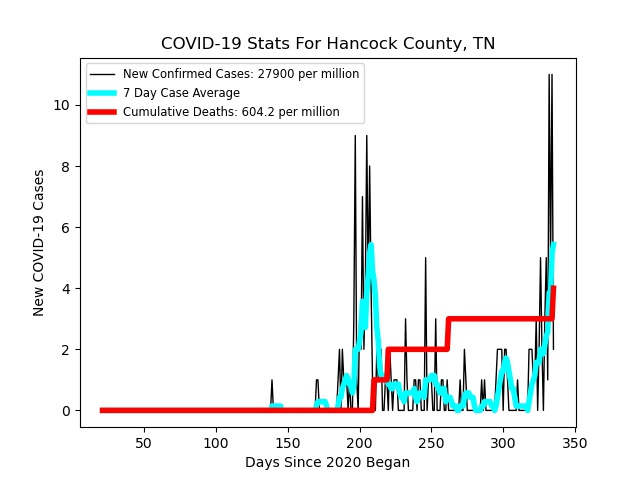 COVID-19 Stats For Hancock County, TN
New Confirmed Cases: 27900 per million
7 Day Case Average
Cumulative Deaths: 604.2 per million
New COVID-19 Cases
10
8
6
4
2
0
50 100 150 200 250 300 350
Days Since 2020 Began